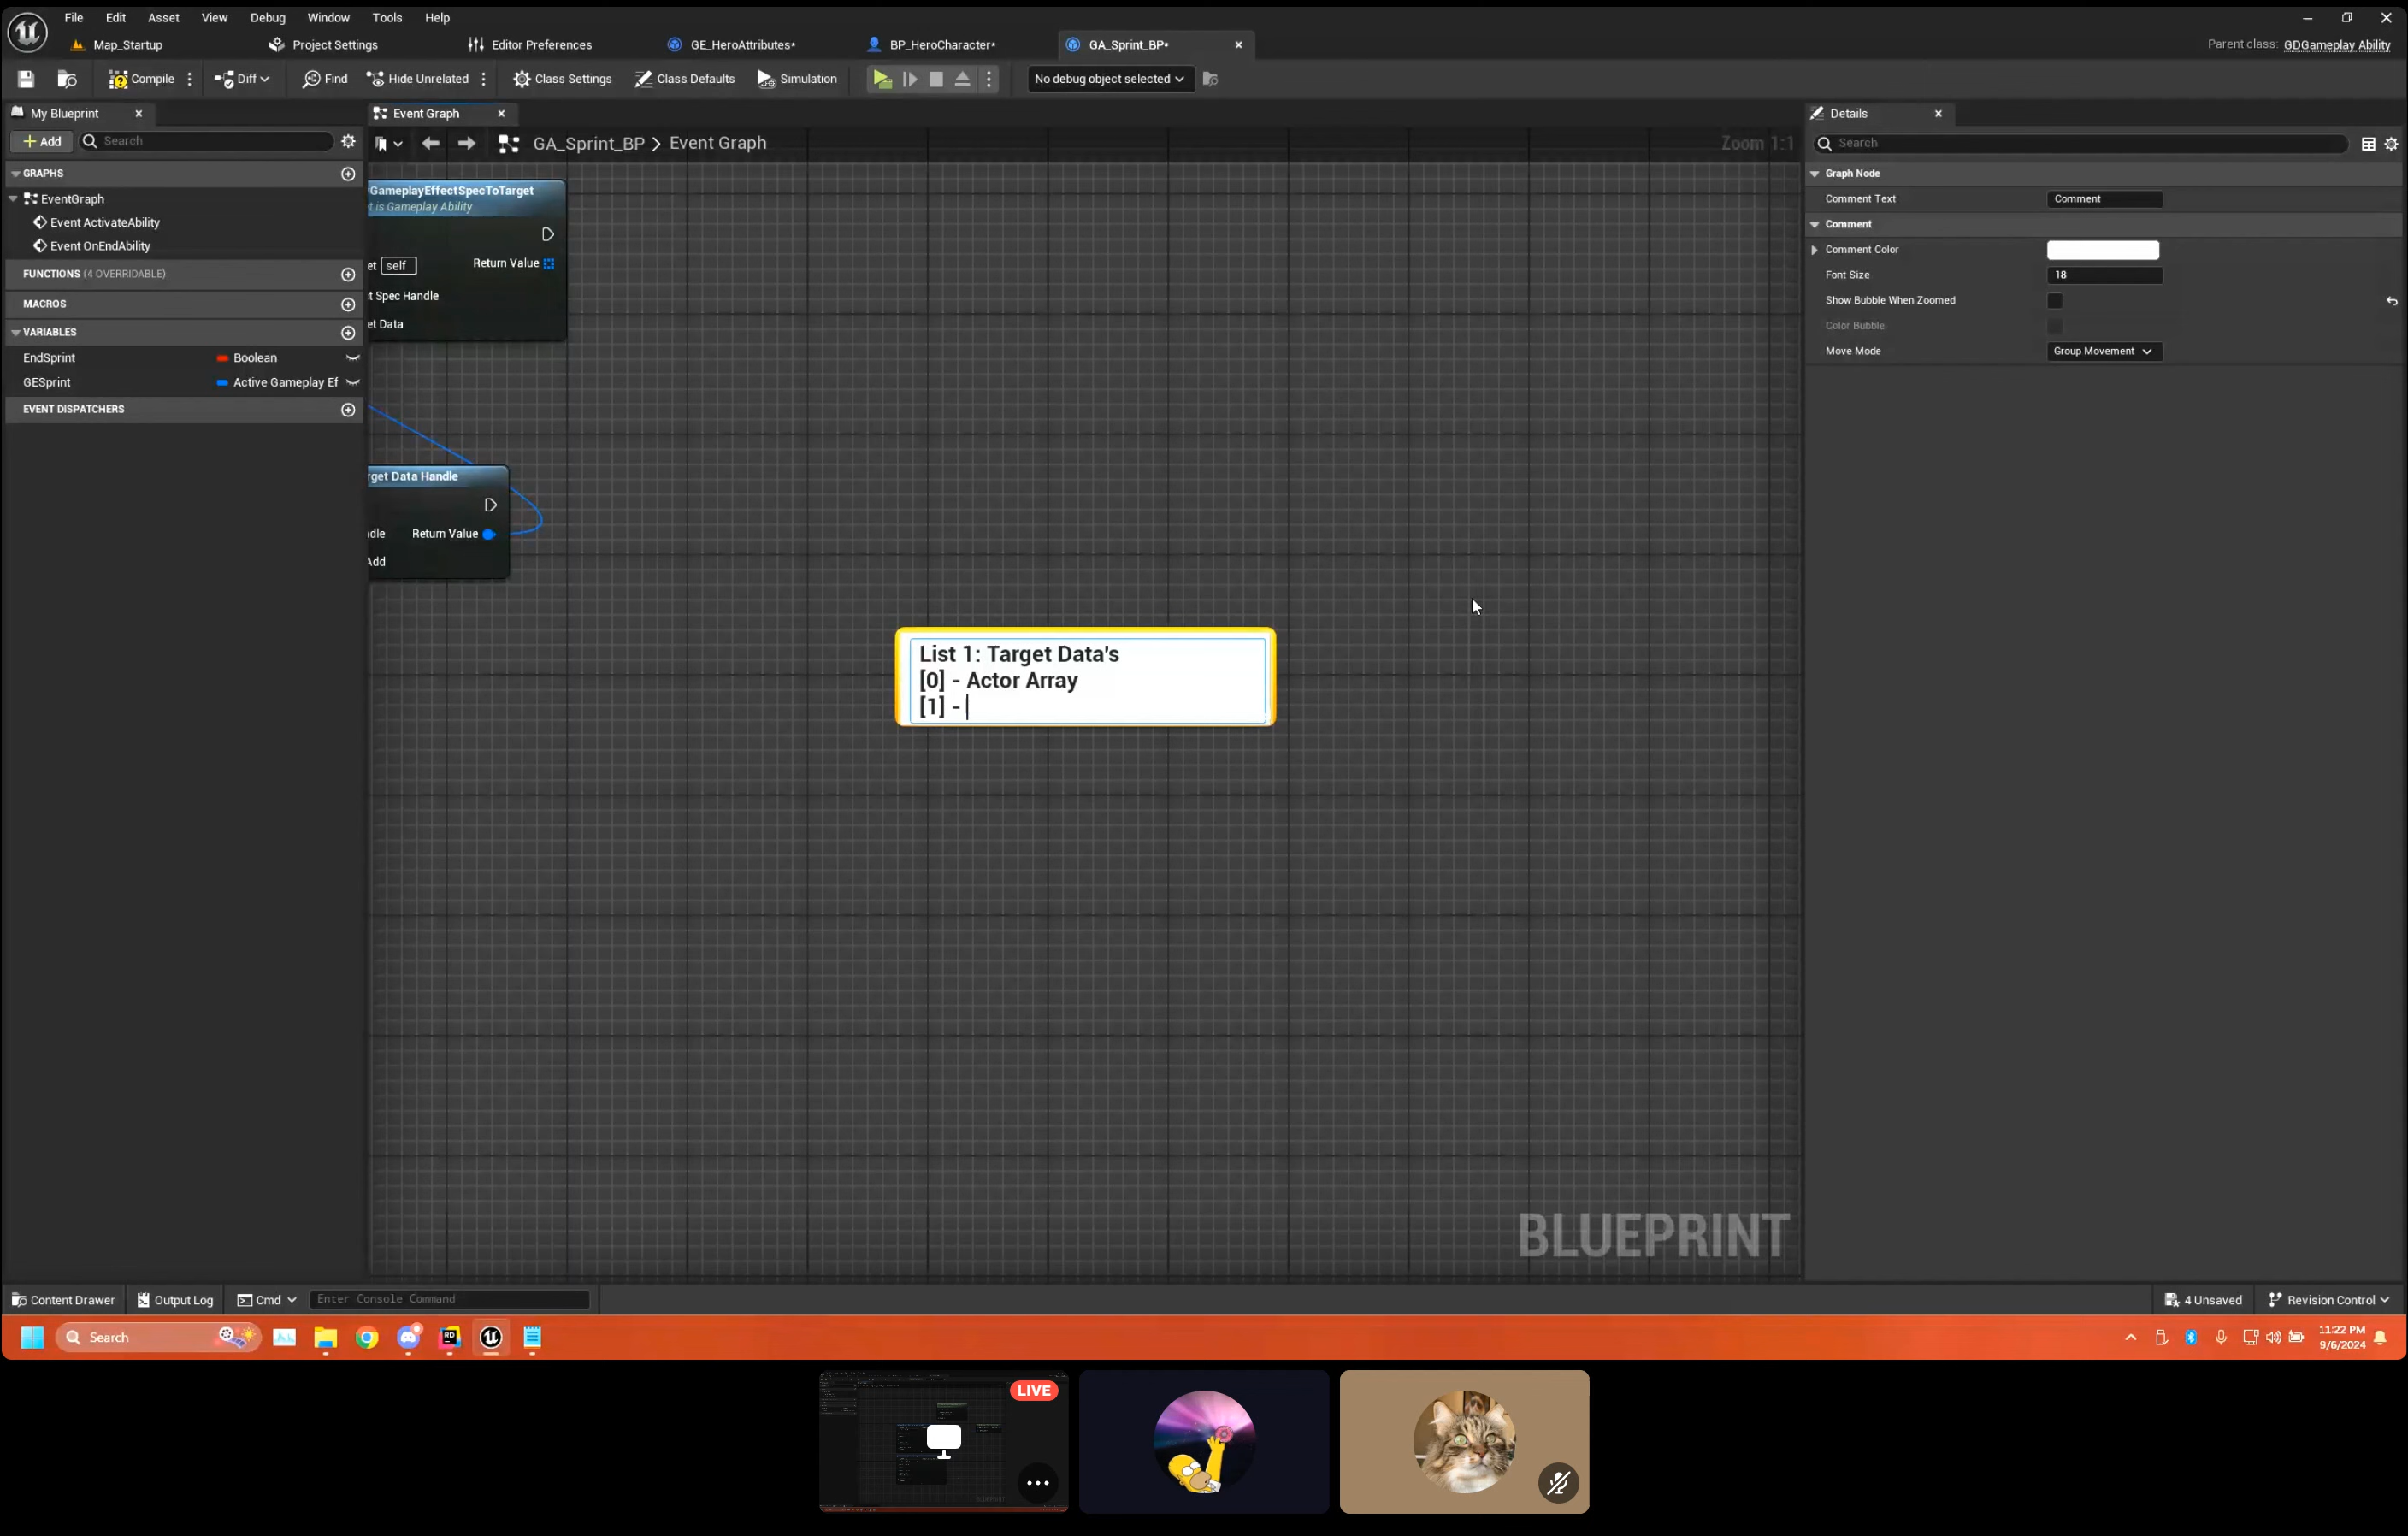 File Edit Asset View Debug Window Tools Help
Map_Startup Project Settings Editor Preferences GE_HeroAttributes* BP_HeroCharacter* GA_Sprint_BP* Parent class: GDGameplay Ability
Compile Diff Find Hide Unrelated Class Settings Class Defaults Simulation No debug object selected
My Blueprint
Add Search
GRAPHS
EventGraph
Event ActivateAbility
Event OnEndAbility
FUNCTIONS (4 OVERRIDABLE)
MACROS
VARIABLES
EndSprint Boolean
GESprint Active Gameplay Ef
EVENT DISPATCHERS
Event Graph
GA_Sprint_BP > Event Graph Zoom 1:1
GameplayEffectSpecToTarget
t is Gameplay Ability
et self Return Value
t Spec Handle
et Data
rget Data Handle
dle Return Value
Add
List 1: Target Data's
[0] - Actor Array
[1] -
BLUEPRINT
Details
Search
Graph Node
Comment Text Comment
Comment
Comment Color
Font Size 18
Show Bubble When Zoomed
Color Bubble
Move Mode Group Movement
Content Drawer Output Log Cmd Enter Console Command 4 Unsaved Revision Control
Search RD 11:22 PM
9/6/2024
LIVE